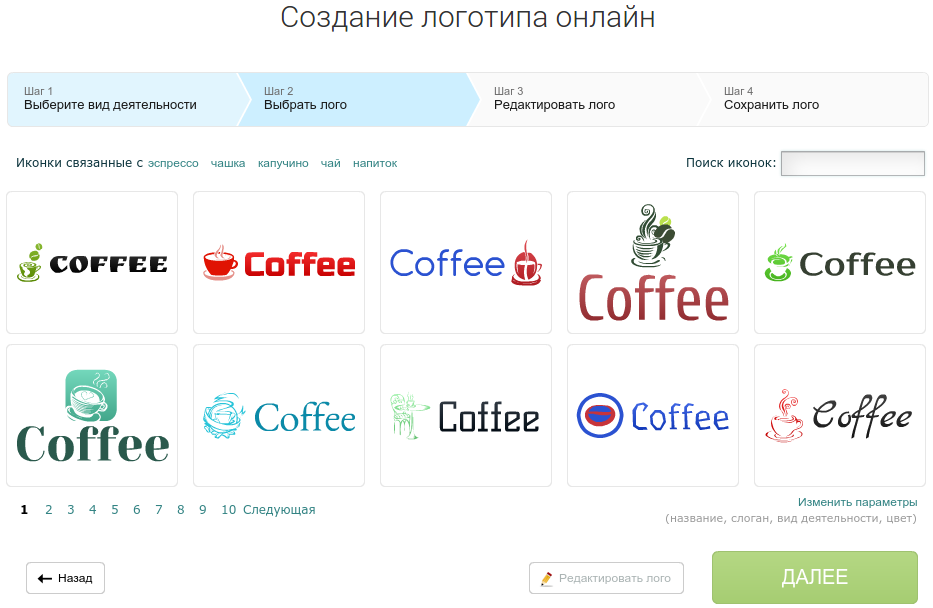 Создание логотипа онлайн
Шаг 1
Выберите вид деятельности
Шаг 2
Выбрать лого
Шаг 3
Редактировать лого
Шаг 4
Сохранить лого
Иконки связанные с эспрессо чашка капучино чай напиток
Поиск иконок:
COFFEE
Coffee
Coffee
Coffee
Coffee
Coffee
Coffee
Coffee
Coffee
Coffee
1 2 3 4 5 6 7 8 9 10 Следующая
Изменить параметры
(название, слоган, вид деятельности, цвет)
Назад
Редактировать лого
ДАЛЕЕ